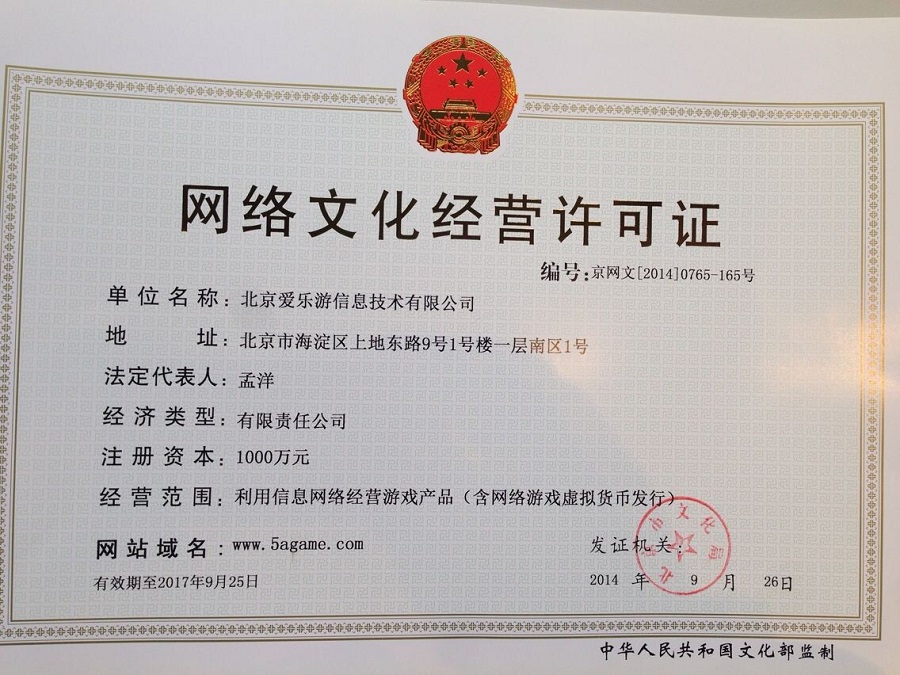 网络文化经营许可证
编号:京网文[2014]0765-165号
单位名称:北京爱乐游信息技术有限公司
地址:北京市海淀区上地东路9号1号楼一层南区1号
法定代表人:孟洋
经济类型:有限责任公司
注册资本:1000万元
经营范围:利用信息网络经营游戏产品（含网络游戏虚拟货币发行）
网站域名:www.5agame.com
发证机关:
北京市文化局
有效期至2017年9月25日
2014 年 9 月 26日
中华人民共和国文化部监制